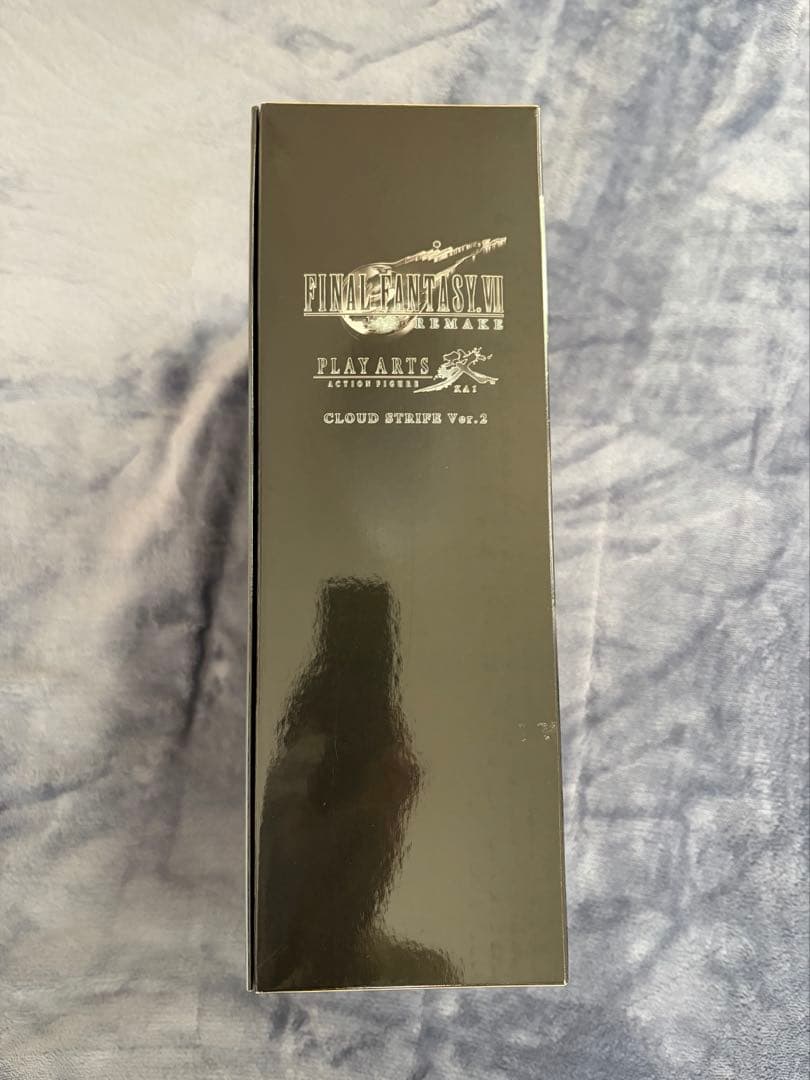 FINAL FANTASY VII
REMAKE
PLAY ARTS
ACTION FIGURE
KAI
CLOUD STRIFE Ver.2